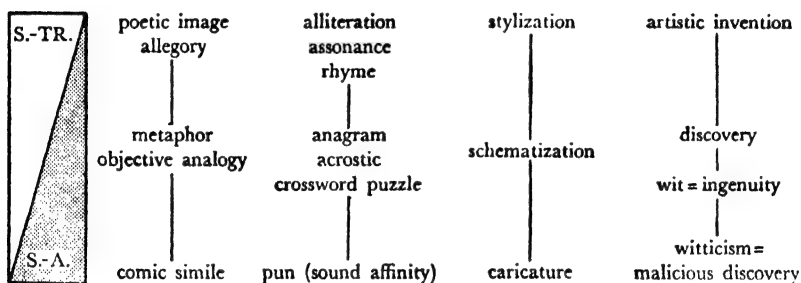 S.-TR.
poetic image
allegory
alliteration
assonance
rhyme
stylization
artistic invention
metaphor
objective analogy
anagram
acrostic
crossword puzzle
schematization
discovery
wit = ingenuity
S.-A.
comic simile
pun (sound affinity)
caricature
witticism =
malicious discovery